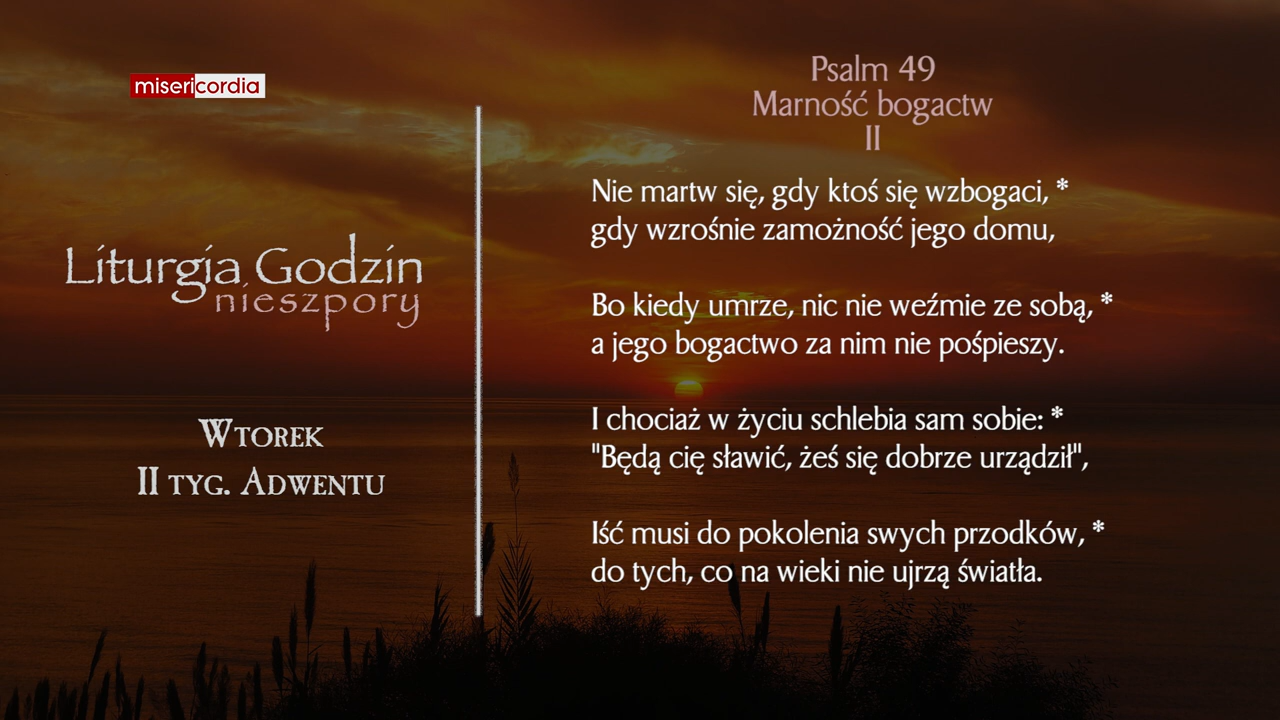 misericordia
Liturgia Godzin
nieszpory
Wtorek
II tyg. Adwentu
Psalm 49
Marność bogactw
II
Nie martw się, gdy ktoś się wzbogaci, *
gdy wzrośnie zamożność jego domu,
Bo kiedy umrze, nic nie weźmie ze sobą, *
a jego bogactwo za nim nie pośpieszy.
I chociaż w życiu schlebia sam sobie: *
"Będą cię sławić, żeś się dobrze urządził",
Iść musi do pokolenia swych przodków, *
do tych, co na wieki nie ujrzą światła.